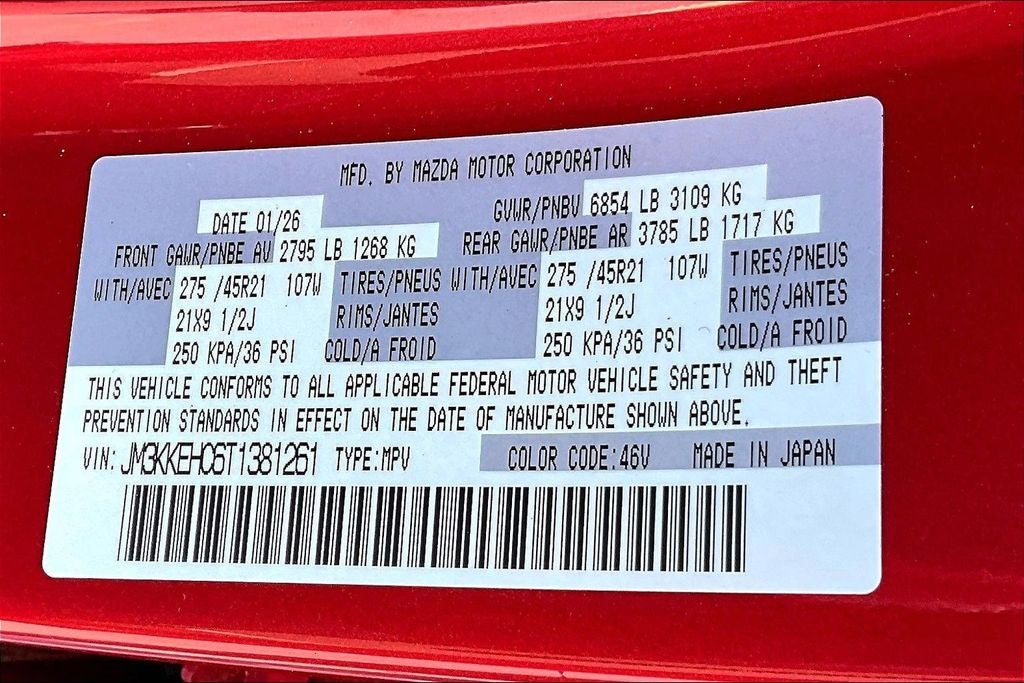 MFD. BY MAZDA MOTOR CORPORATION
DATE 01/26 GVWR/PNBV 6854 LB 3109 KG
FRONT GAWR/PNBE AV 2795 LB 1268 KG REAR GAWR/PNBE AR 3785 LB 1717 KG
WITH/AVEC 275 /45R21 107W TIRES/PNEUS WITH/AVEC 275 /45R21 107W TIRES/PNEUS
21X9 1/2J RIMS/JANTES 21X9 1/2J RIMS/JANTES
250 KPA/36 PSI COLD/A FROID 250 KPA/36 PSI COLD/A FROID
THIS VEHICLE CONFORMS TO ALL APPLICABLE FEDERAL MOTOR VEHICLE SAFETY AND THEFT
PREVENTION STANDARDS IN EFFECT ON THE DATE OF MANUFACTURE SHOWN ABOVE.
VIN: JM3KKEHC6T1381261 TYPE:MPV COLOR CODE:46V MADE IN JAPAN